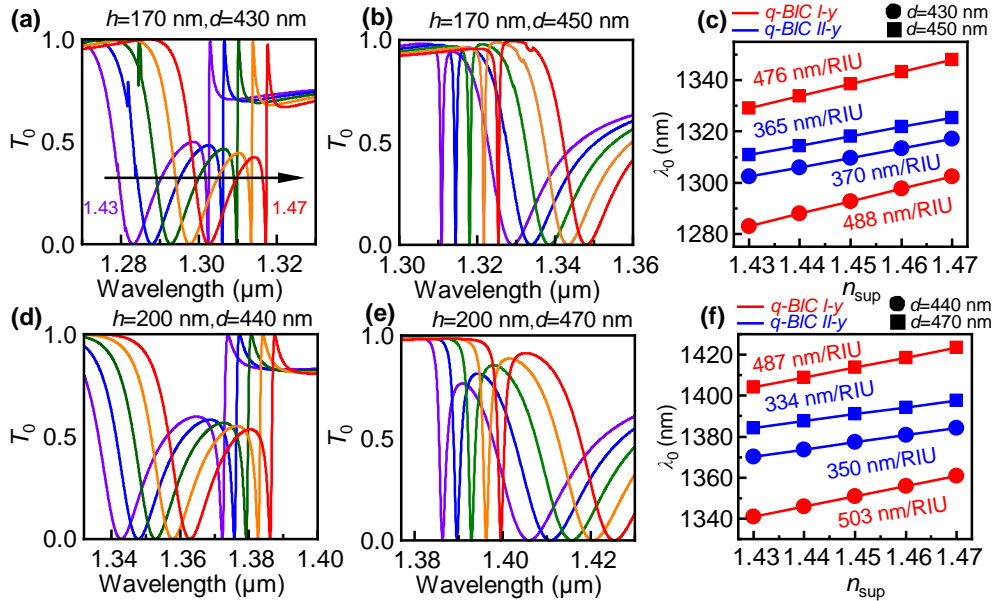 (a) h=170 nm,d=430 nm
1.0
0.5
0.0
T0
1.43
1.47
1.28 1.30 1.32
Wavelength (μm)
(b) h=170 nm,d=450 nm
1.0
0.5
0.0
T0
1.30 1.32 1.34 1.36
Wavelength (μm)
(c) q-BIC I-y d=430 nm
q-BIC II-y d=450 nm
1340
1320
1300
1280
λ0 (nm)
476 nm/RIU
365 nm/RIU
370 nm/RIU
488 nm/RIU
1.43 1.44 1.45 1.46 1.47
nsup
(d) h=200 nm,d=440 nm
1.0
0.5
0.0
T0
1.34 1.36 1.38 1.40
Wavelength (μm)
(e) h=200 nm,d=470 nm
1.0
0.5
0.0
T0
1.38 1.40 1.42
Wavelength (μm)
(f) q-BIC I-y d=440 nm
q-BIC II-y d=470 nm
1420
1400
1380
1360
1340
λ0 (nm)
487 nm/RIU
334 nm/RIU
350 nm/RIU
503 nm/RIU
1.43 1.44 1.45 1.46 1.47
nsup